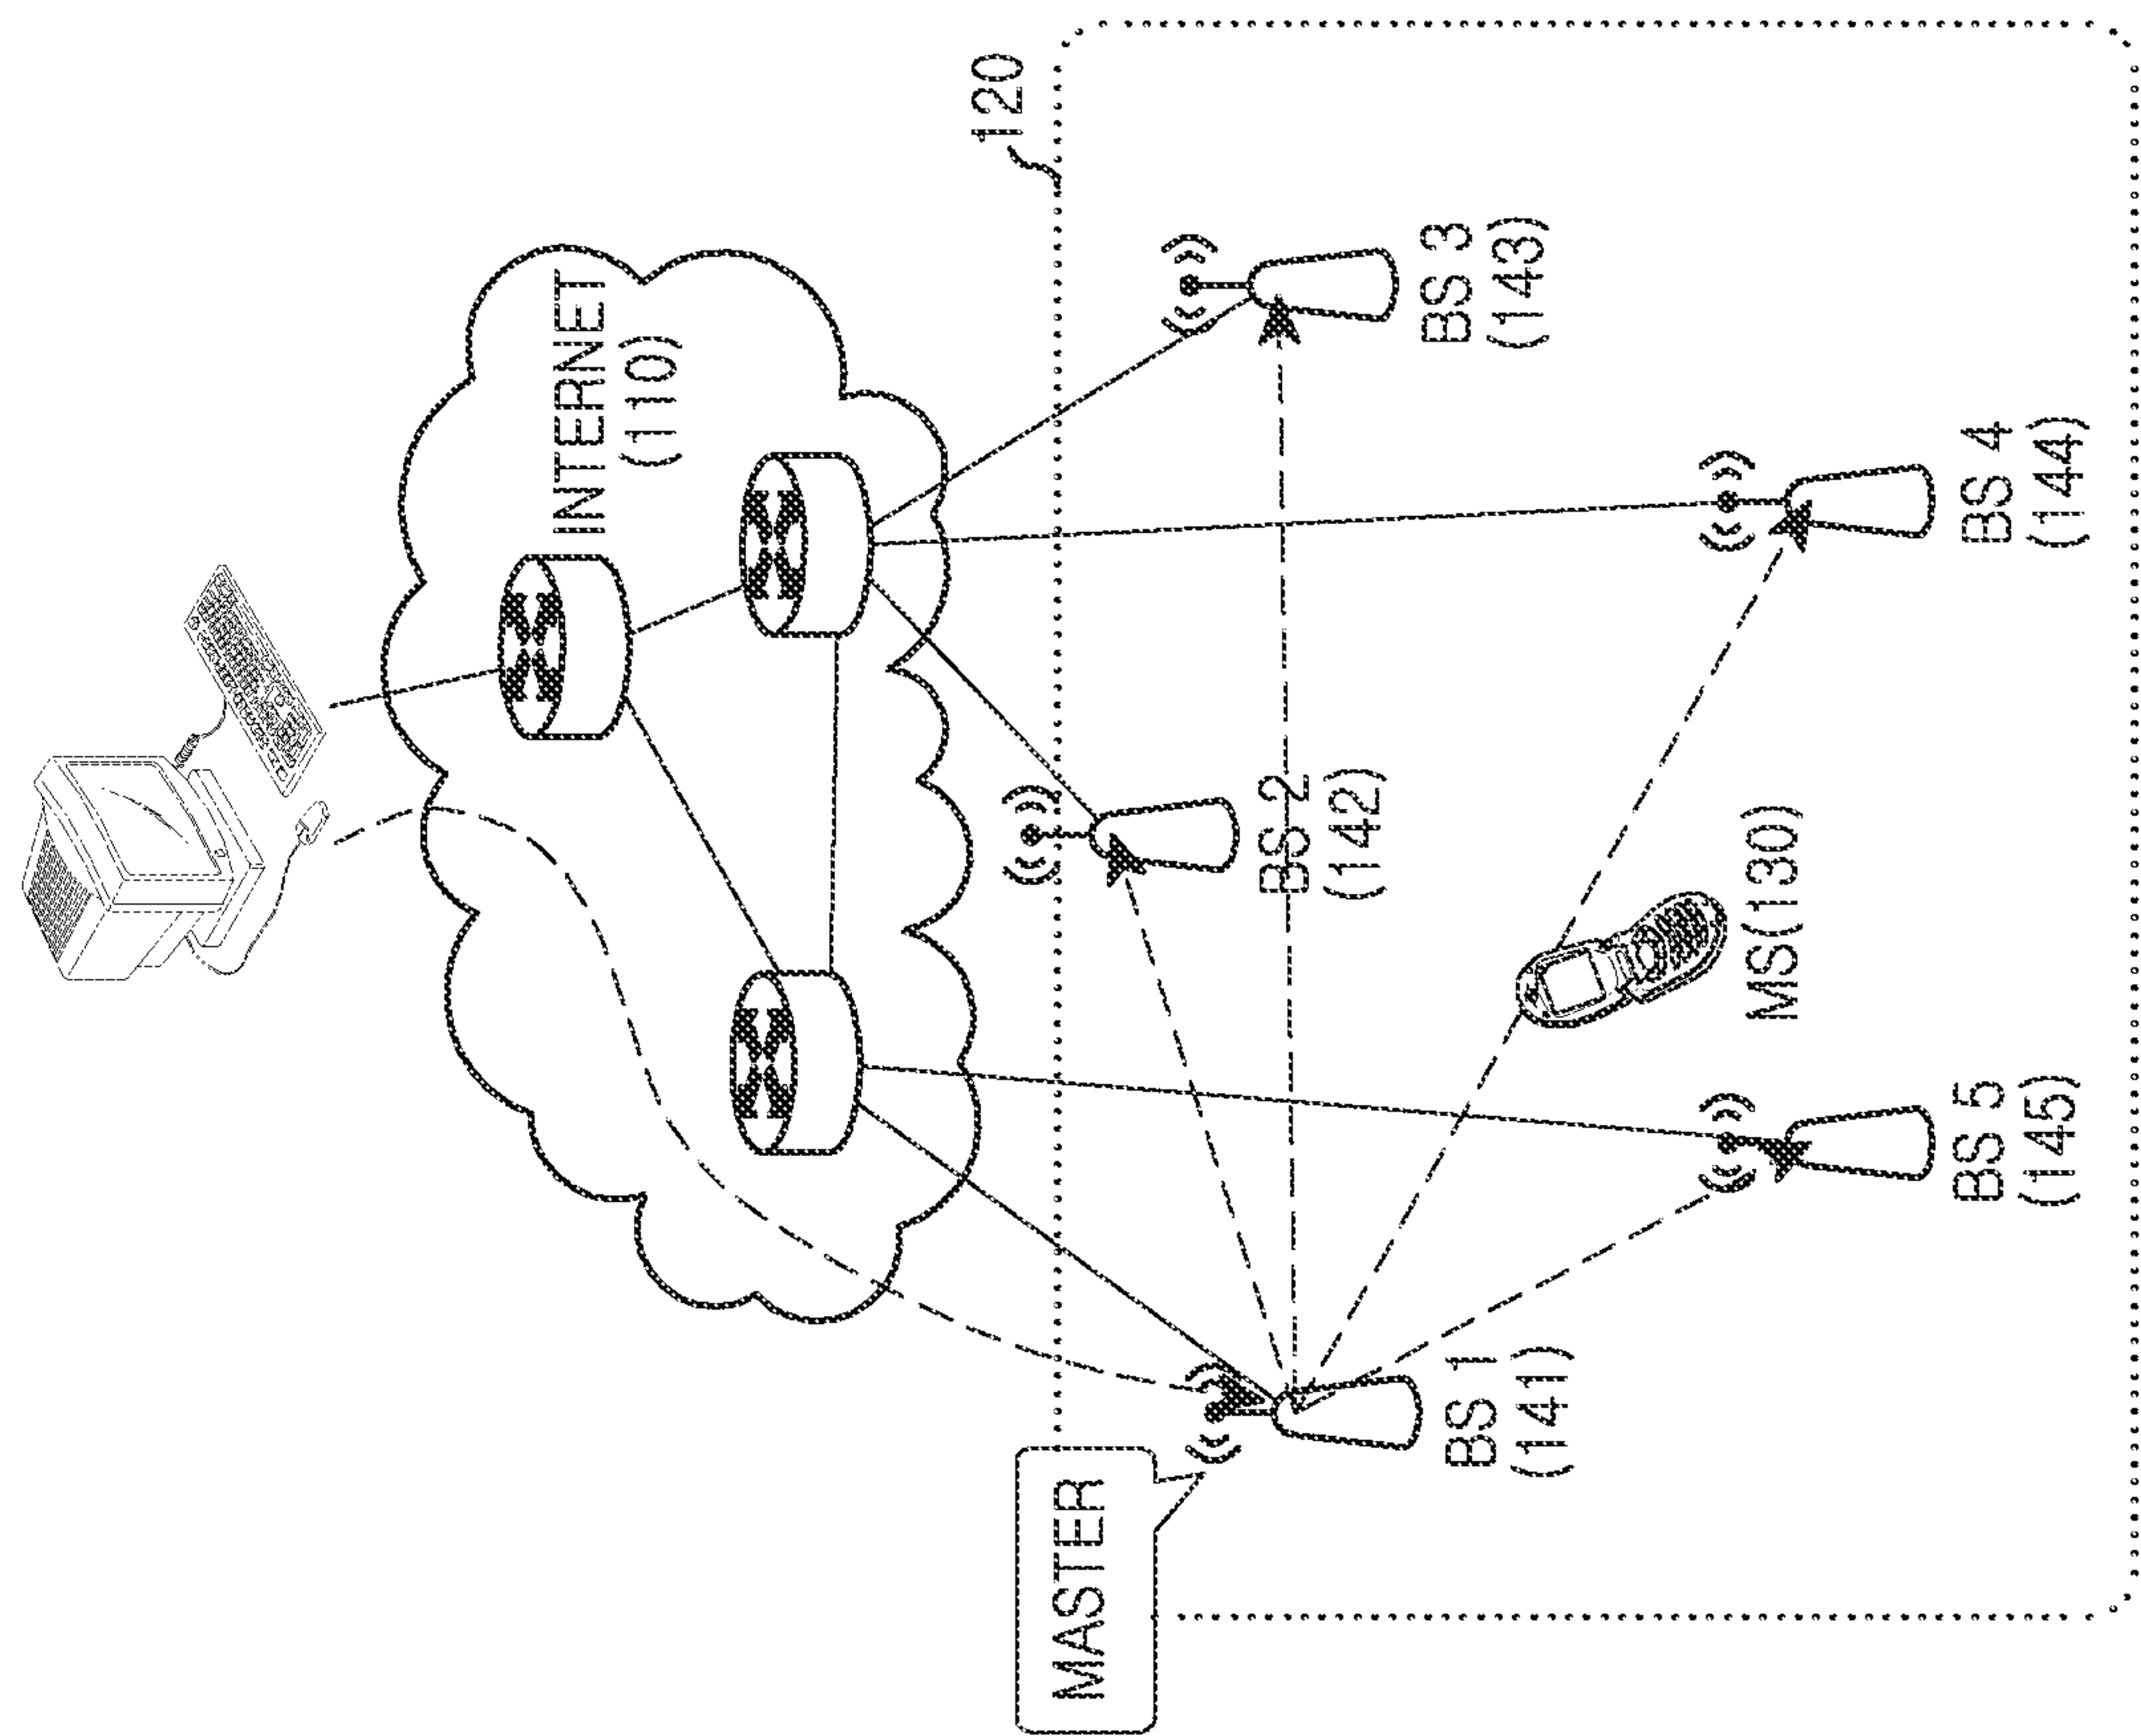 INTERNET
(110)
120
MASTER
BS 1
(141)
BS 2
(142)
BS 3
(143)
BS 5
(145)
MS(130)
BS 4
(144)